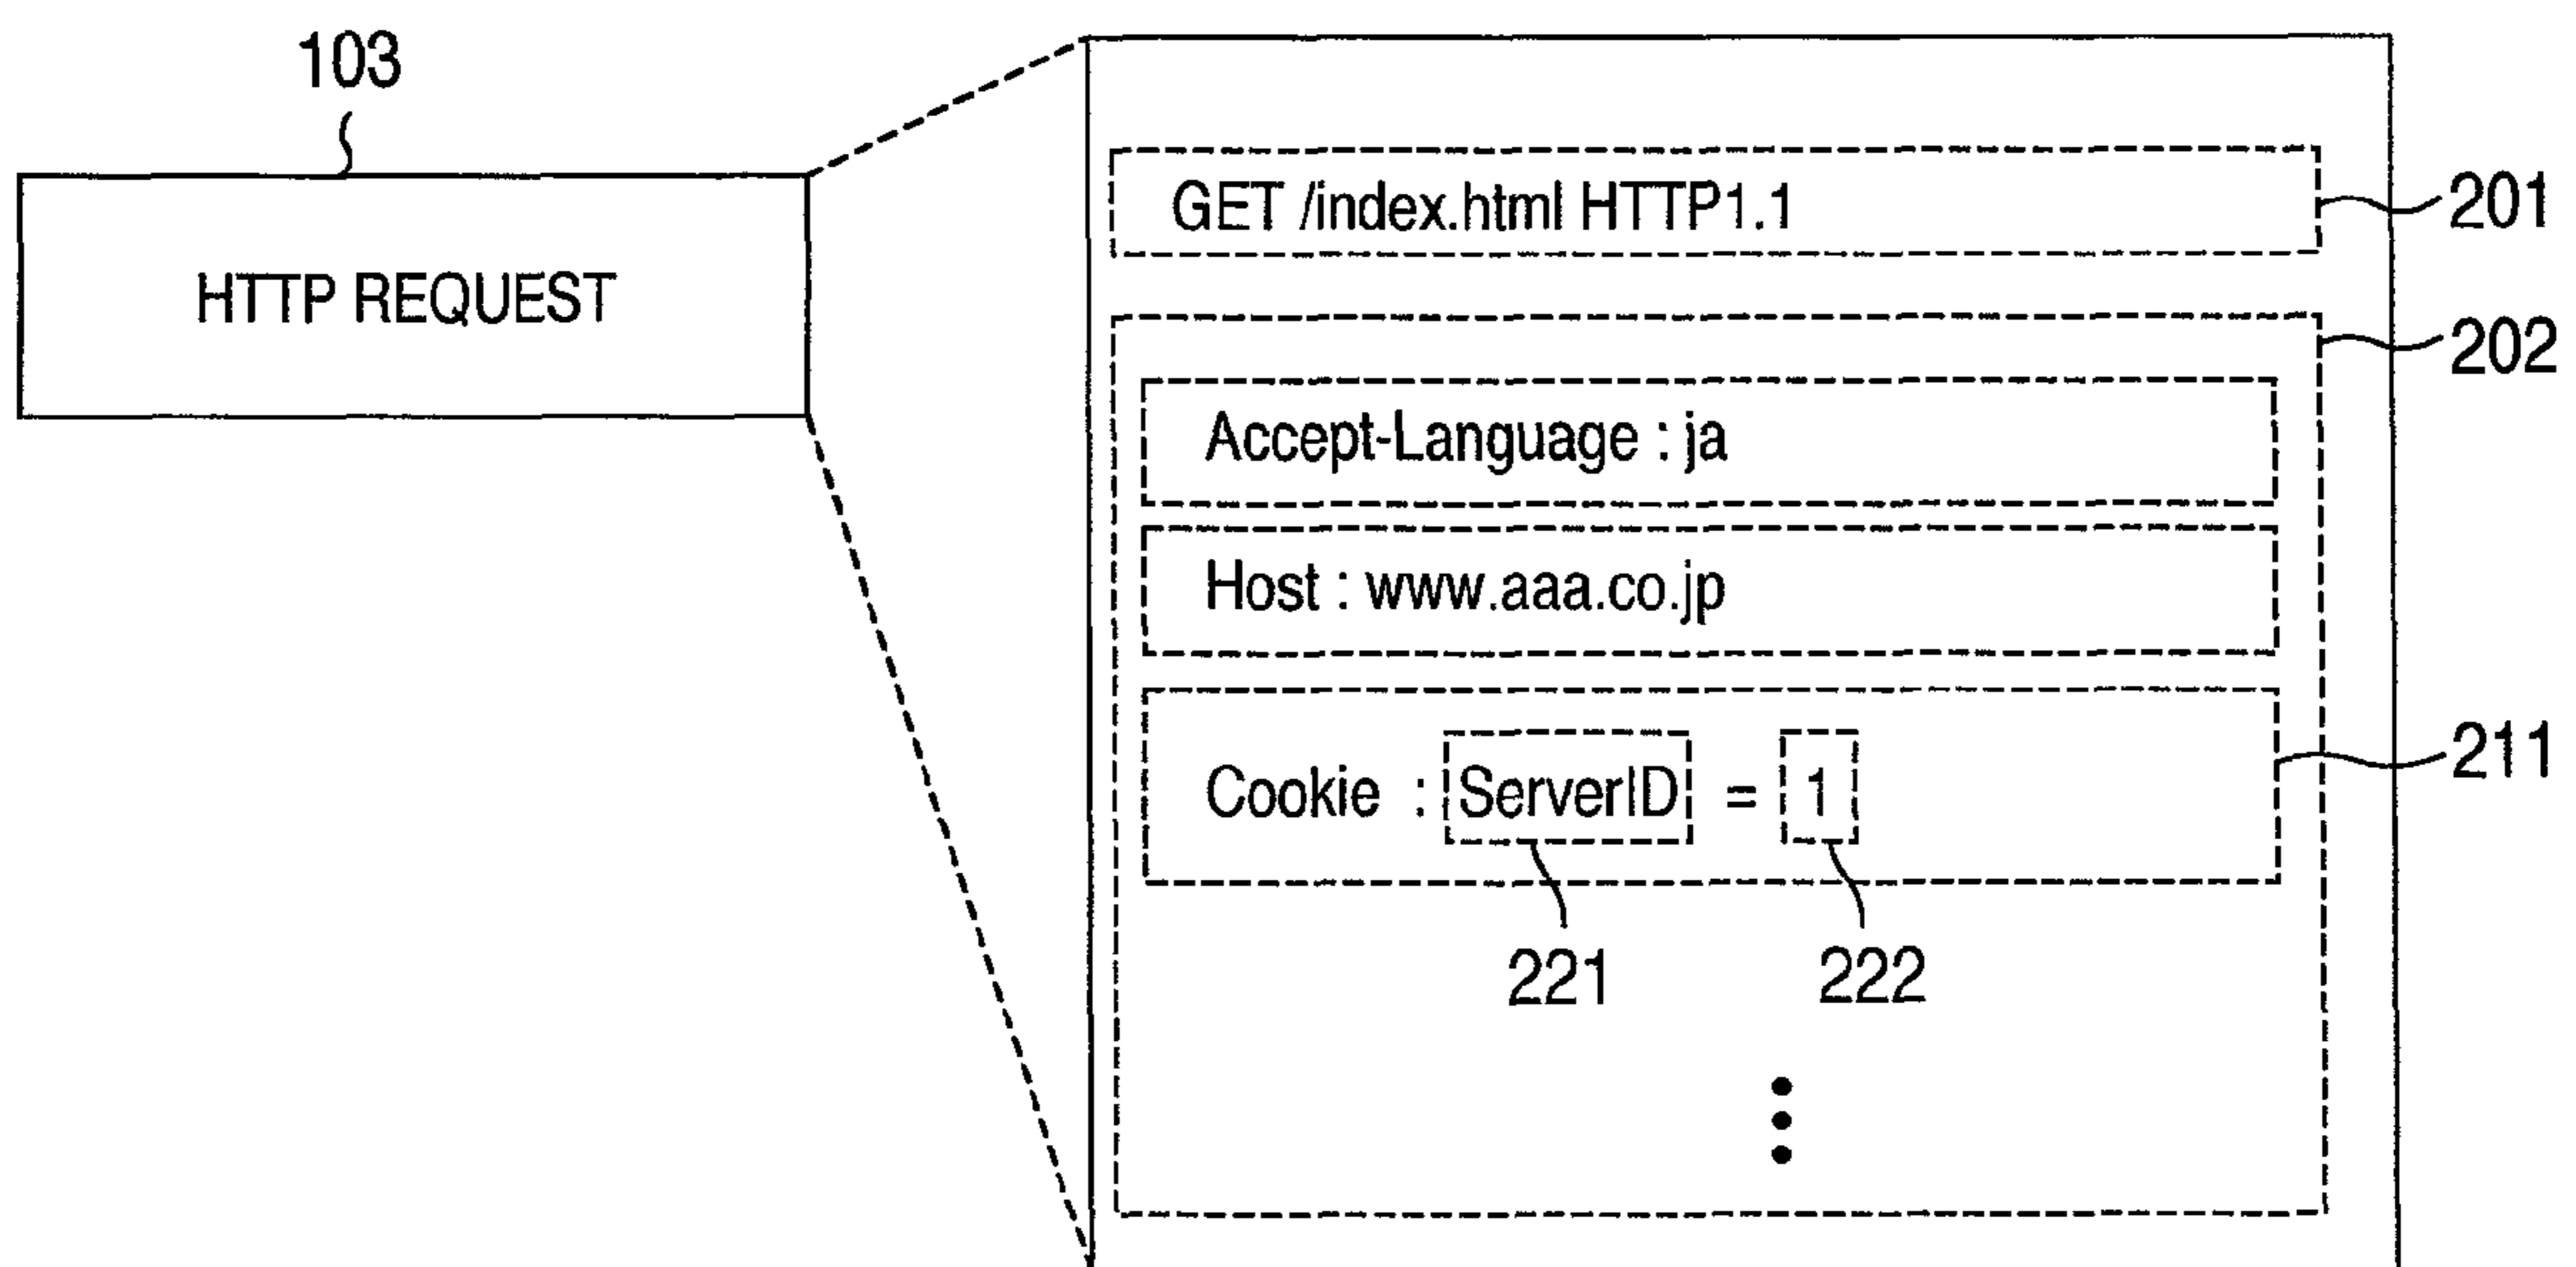 103
HTTP REQUEST
GET /index.html HTTP1.1
201
202
Accept-Language : ja
Host : www.aaa.co.jp
Cookie : ServerID = 1
211
221
222